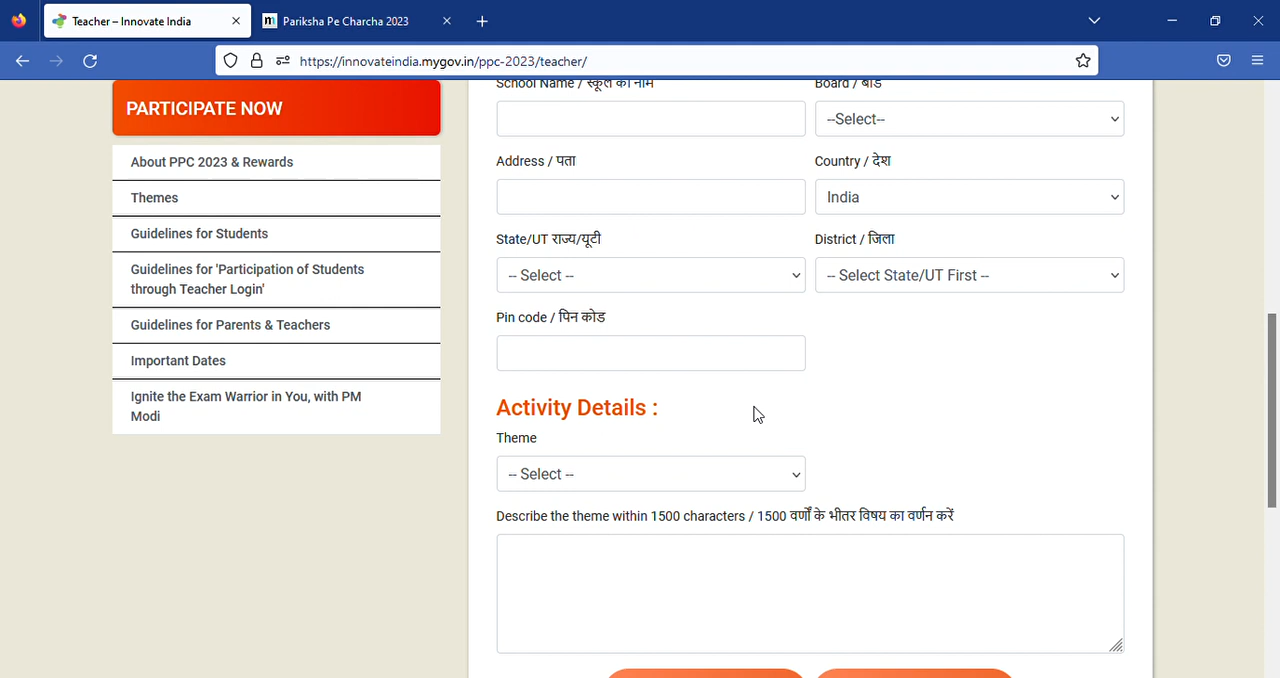 Teacher – Innovate India
Pariksha Pe Charcha 2023
https://innovateindia.mygov.in/ppc-2023/teacher/
PARTICIPATE NOW
About PPC 2023 & Rewards
Themes
Guidelines for Students
Guidelines for 'Participation of Students
through Teacher Login'
Guidelines for Parents & Teachers
Important Dates
Ignite the Exam Warrior in You, with PM
Modi
School Name / स्कूल का नाम
Board / बोर्ड
--Select--
Address / पता
Country / देश
India
State/UT राज्य/यूटी
District / जिला
-- Select --
-- Select State/UT First --
Pin code / पिन कोड
Activity Details :
Theme
-- Select --
Describe the theme within 1500 characters / 1500 वर्णों के भीतर विषय का वर्णन करें